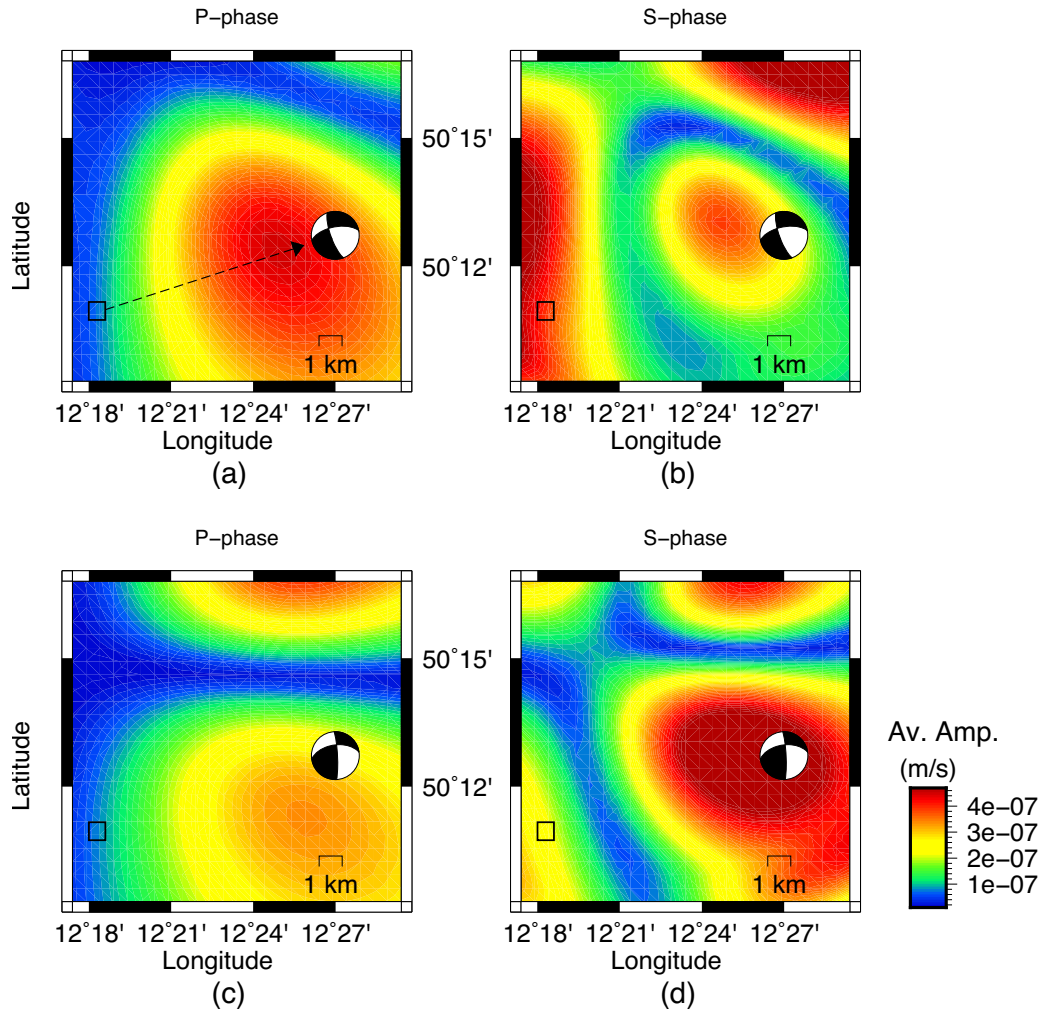 P−phase
S−phase
Latitude
50˚15'
50˚12'
1 km
1 km
12˚18' 12˚21' 12˚24' 12˚27'
12˚18' 12˚21' 12˚24' 12˚27'
Longitude
Longitude
(a)
(b)
P−phase
S−phase
Latitude
50˚15'
50˚12'
1 km
1 km
12˚18' 12˚21' 12˚24' 12˚27'
12˚18' 12˚21' 12˚24' 12˚27'
Longitude
Longitude
(c)
(d)
Av. Amp.
(m/s)
4e−07
3e−07
2e−07
1e−07